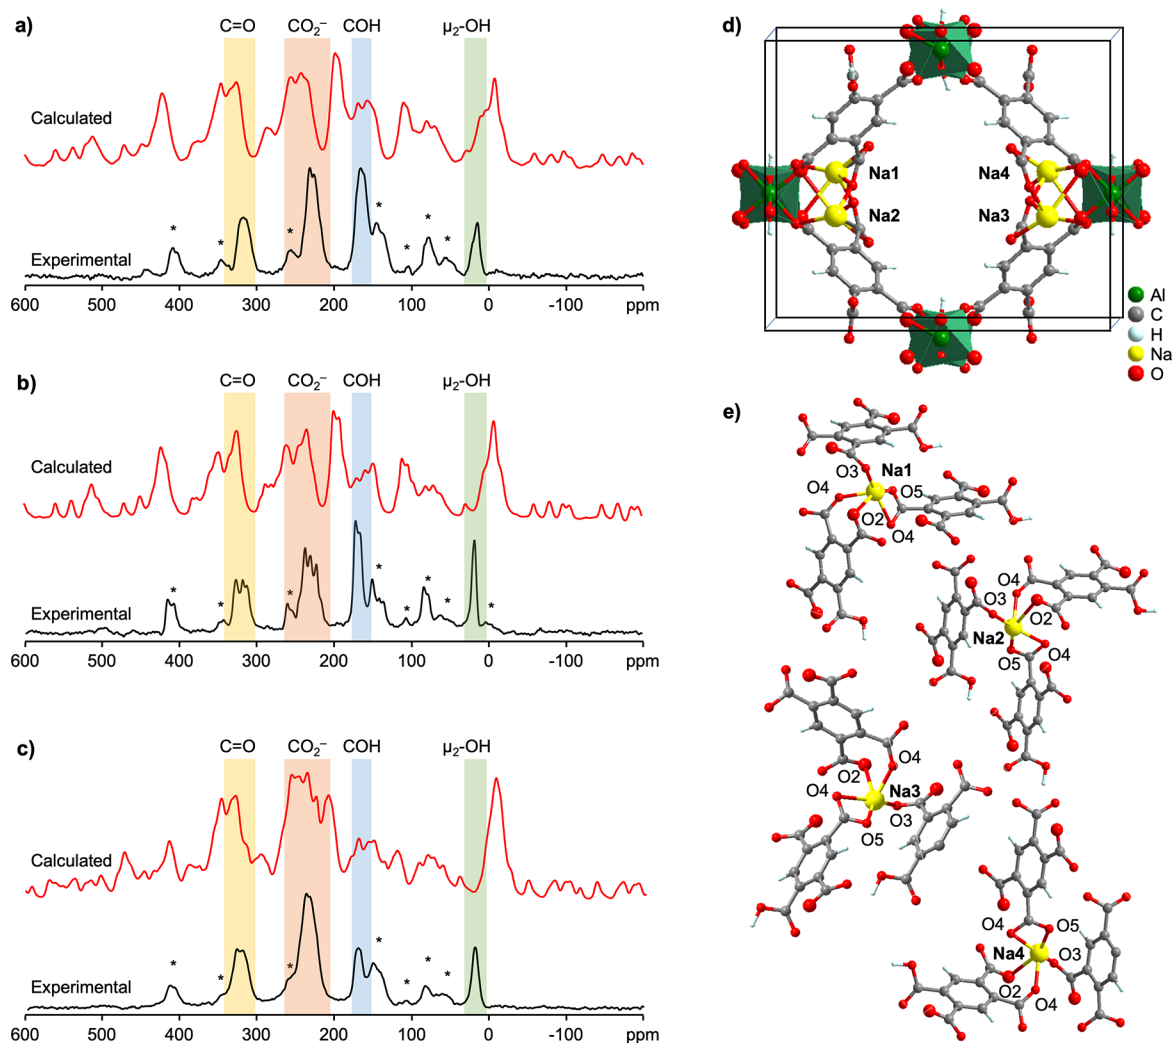 a)
C=O CO₂⁻ COH μ₂-OH
Calculated
* * * * * *
Experimental
600 500 400 300 200 100 0 -100 ppm
b)
C=O CO₂⁻ COH μ₂-OH
Calculated
* * * * * * * *
Experimental
600 500 400 300 200 100 0 -100 ppm
c)
C=O CO₂⁻ COH μ₂-OH
Calculated
* * * * * * *
Experimental
600 500 400 300 200 100 0 -100 ppm
d)
Na1 Na4
Na2 Na3
Al
C
H
Na
O
e)
O3 Na1
O4 O5
O2
O4
O4
O3
O2
Na2
O5 O4
O4
O2
O4 Na3
O3
O5
O4 O5
Na4 O3
O2 O4